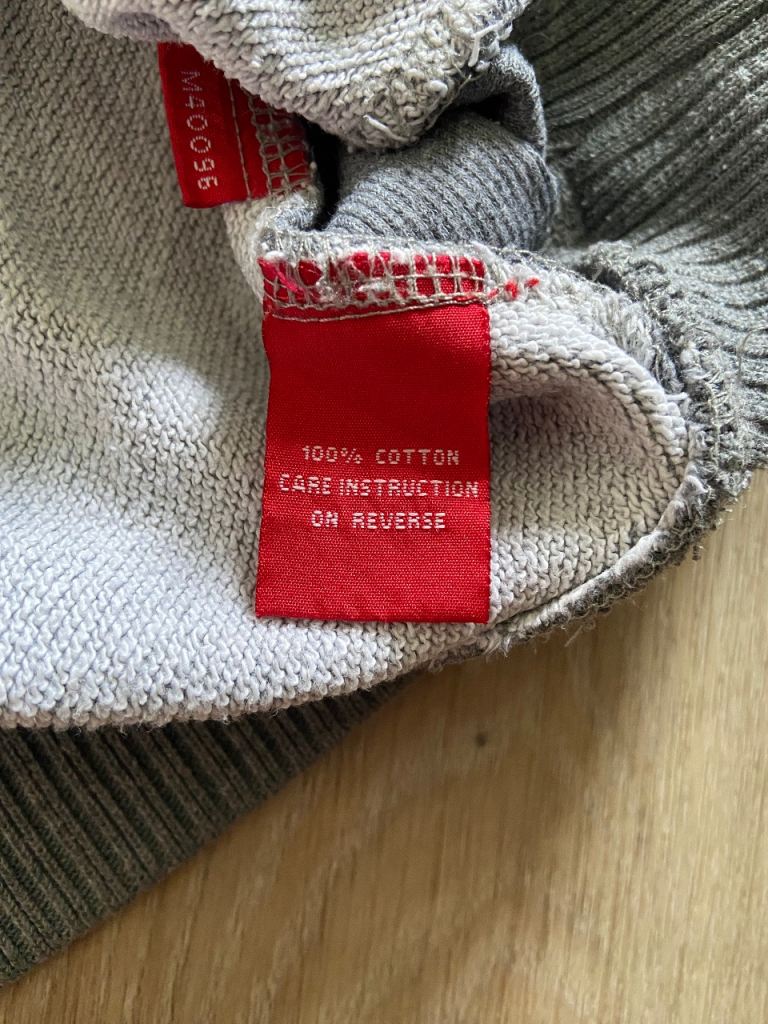 M40096
100% COTTON
CARE INSTRUCTION
ON REVERSE